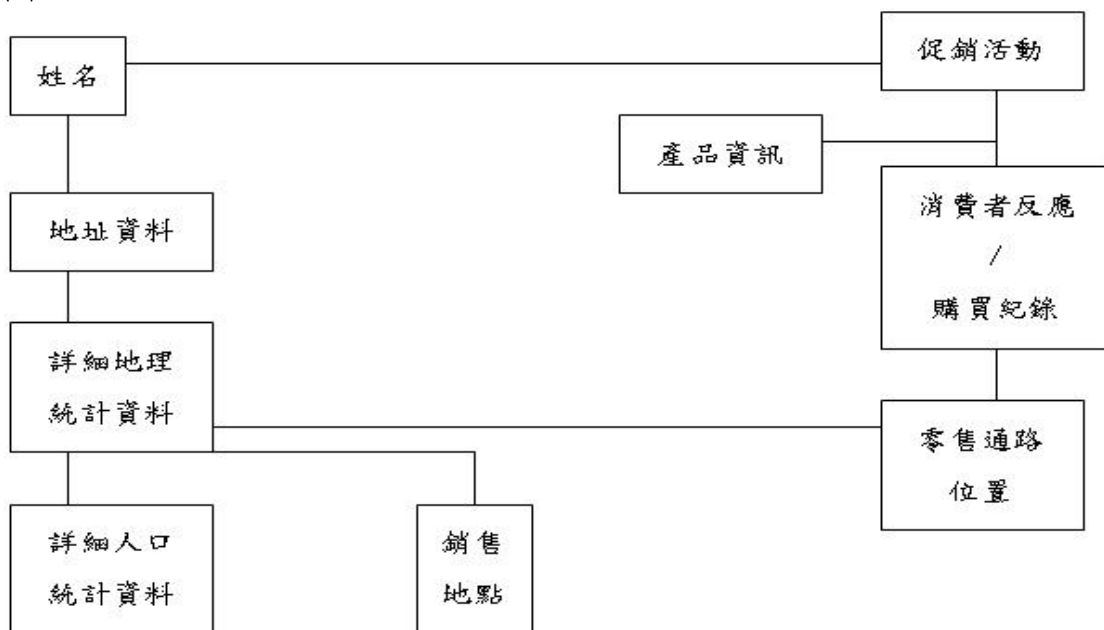 姓名
促銷活動
產品資訊
地址資料
消費者反應
/
購買紀錄
詳細地理
統計資料
零售通路
位置
詳細人口
統計資料
銷售
地點